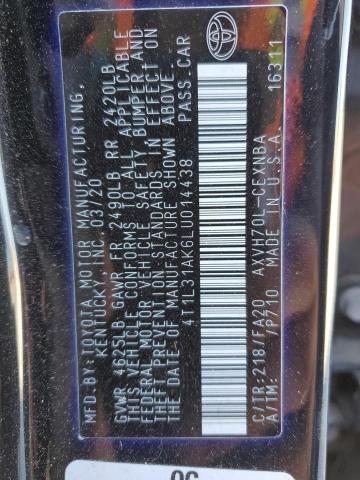 MFD.BY:TOYOTA MOTOR MANUFACTURING,
KENTUCKY, INC 03/20
GVWR 4625LB GAWR FR 2490LB RR 2420LB
THIS VEHICLE CONFORMS TO ALL APPLICABLE
FEDERAL MOTOR VEHICLE SAFETY, BUMPER AND
THEFT PREVENTION STANDARDS IN EFFECT ON
THE DATE OF MANUFACTURE SHOWN ABOVE
4T1L31AK6LU014438 PASS.CAR
C/TR:218/FA20 AXVH70L-CEXNBA
A/TM: /P710 IN U.S.A. 16311